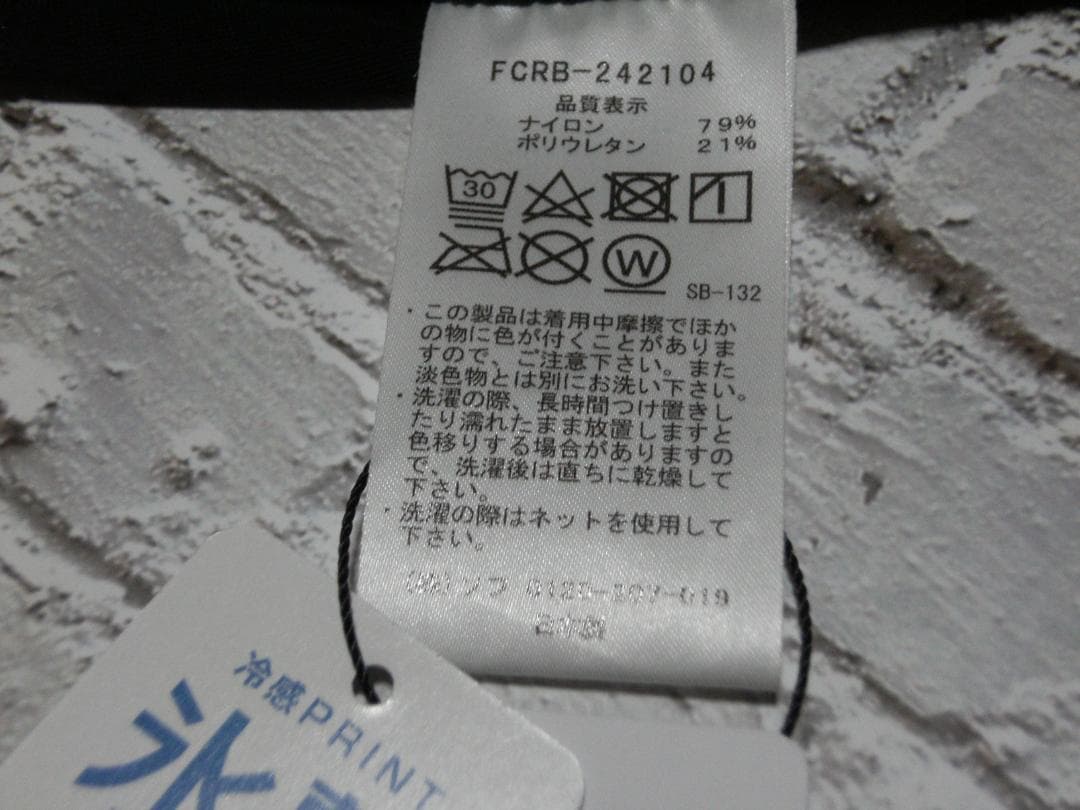 FCRB-242104
品質表示
ナイロン 79%
ポリウレタン 21%
30
W
SB-132
・この製品は着用中摩擦でほか
の物に色が付くことがありま
すので、ご注意下さい。また
淡色物とは別にお洗い下さい。
・洗濯の際、長時間つけ置きし
たり濡れたまま放置しますと
色移りする場合がありますの
で、洗濯後は直ちに乾燥して
下さい。
・洗濯の際はネットを使用して
下さい。
(株)ソフ
日本製
冷感PRINT
氷